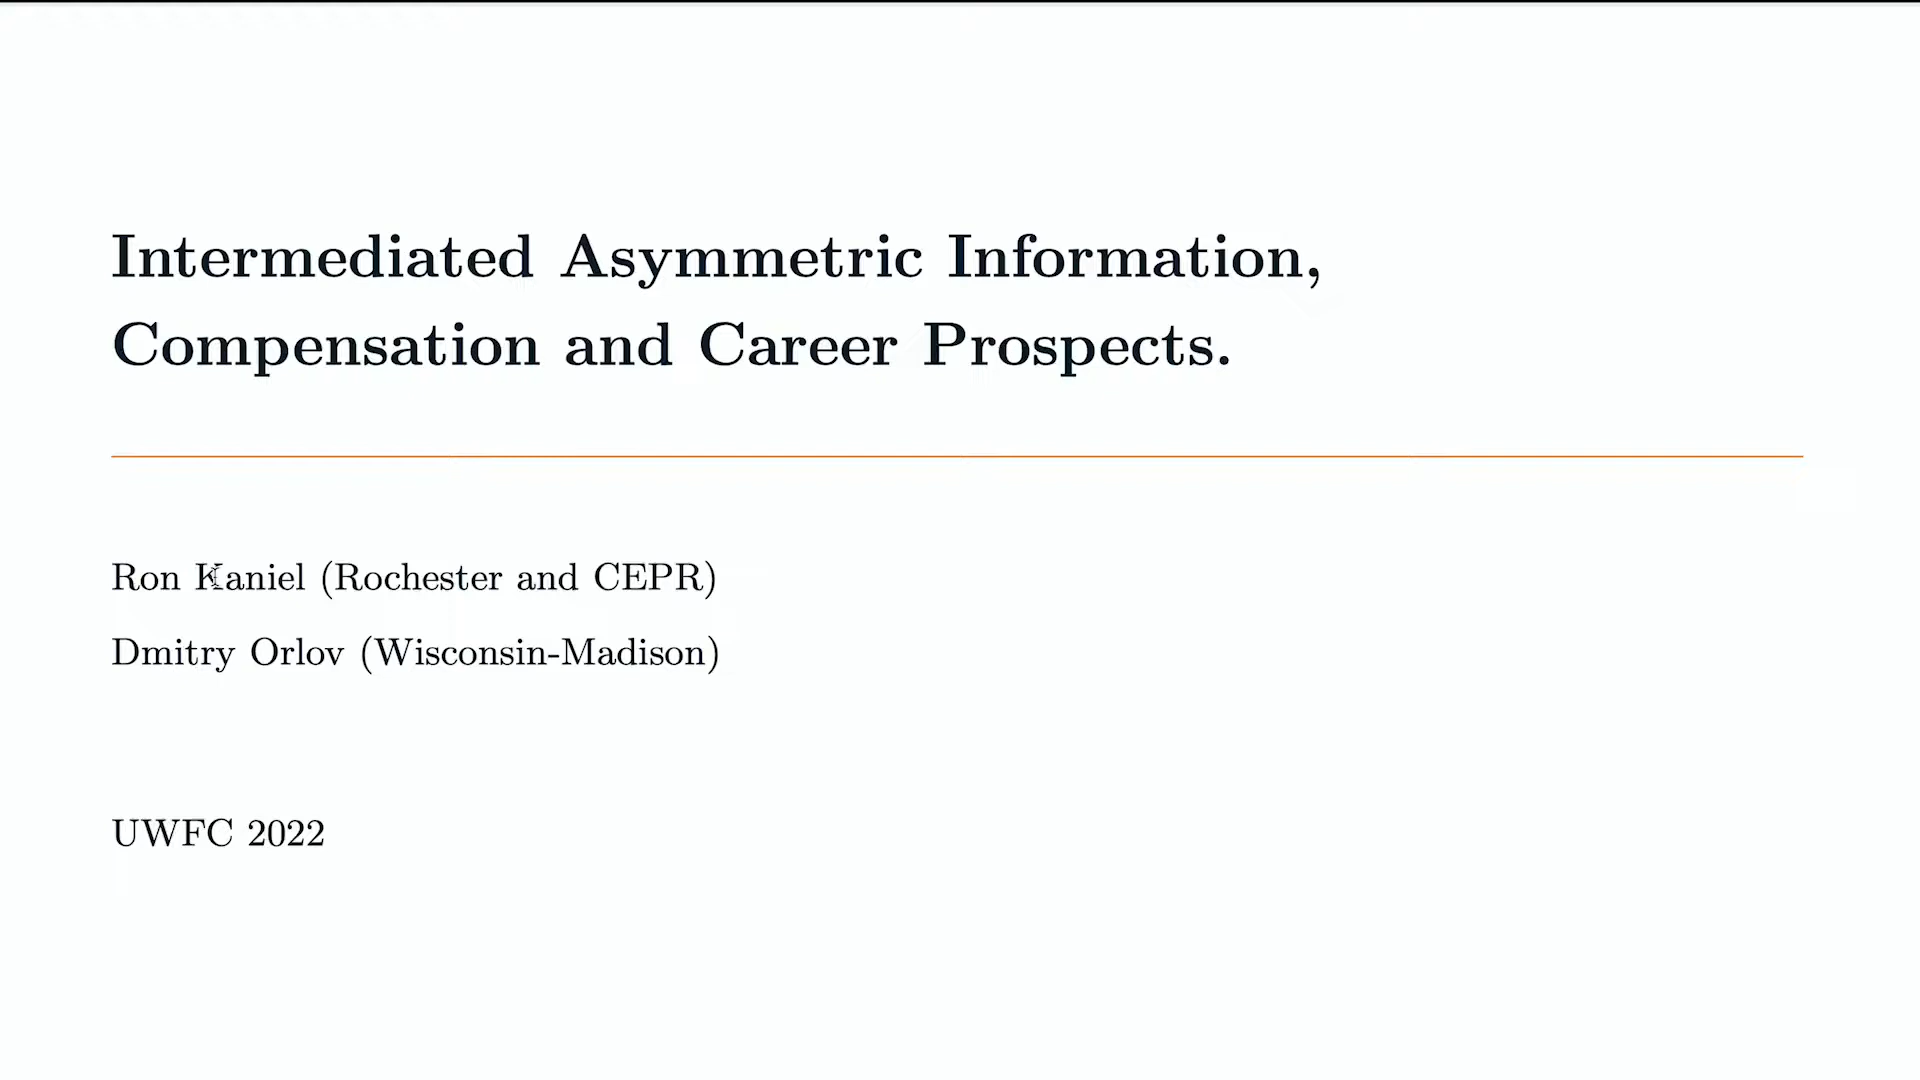 Intermediated Asymmetric Information,
Compensation and Career Prospects.
Ron Kaniel (Rochester and CEPR)
Dmitry Orlov (Wisconsin-Madison)
UWFC 2022